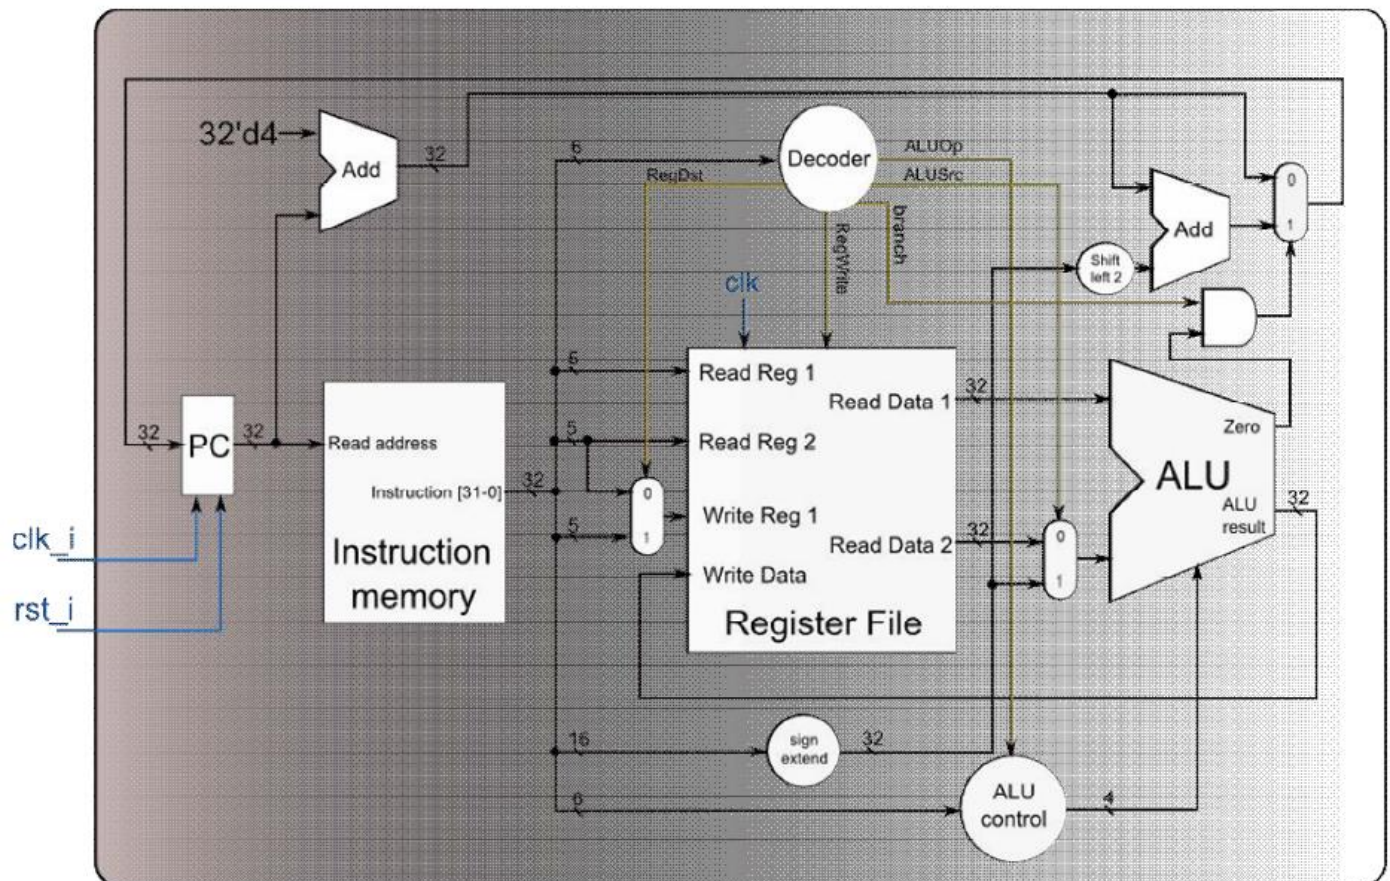 32'd4
Add
32
6
Decoder
ALUOp
RegDst
ALUSrc
branch
RegWrite
Add
0
1
Shift
left 2
clk
5
Read Reg 1
Read Data 1
32
32
PC
32
Read address
5
Read Reg 2
Zero
Instruction [31-0]
32
0
1
Write Reg 1
ALU
ALU
result
32
5
Read Data 2
32
0
1
clk_i
Instruction
memory
Write Data
rst_i
Register File
16
sign
extend
32
6
ALU
control
4